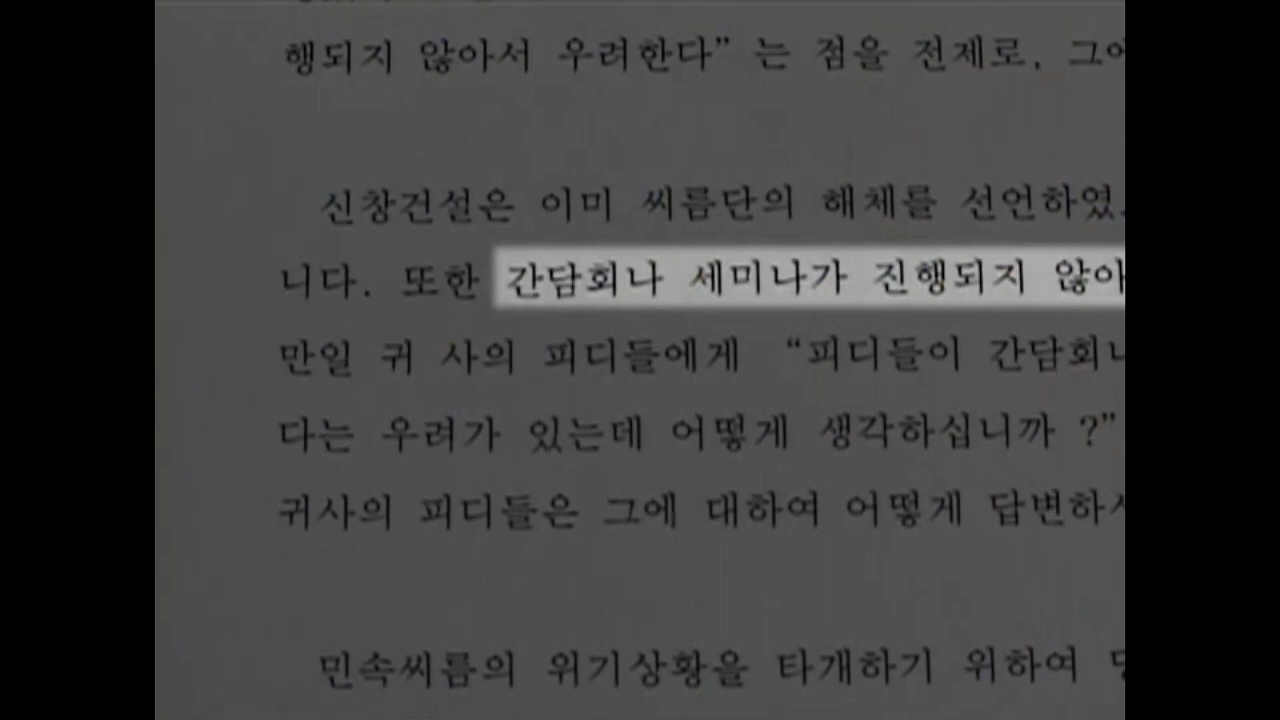 행되지 않아서 우려한다” 는 점을 전제로, 그에
신창건설은 이미 씨름단의 해체를 선언하였
니다. 또한 간담회나 세미나가 진행되지 않아
만일 귀 사의 피디들에게 “피디들이 간담회나
다는 우려가 있는데 어떻게 생각하십니까 ?”
귀사의 피디들은 그에 대하여 어떻게 답변하시
민속씨름의 위기상황을 타개하기 위하여